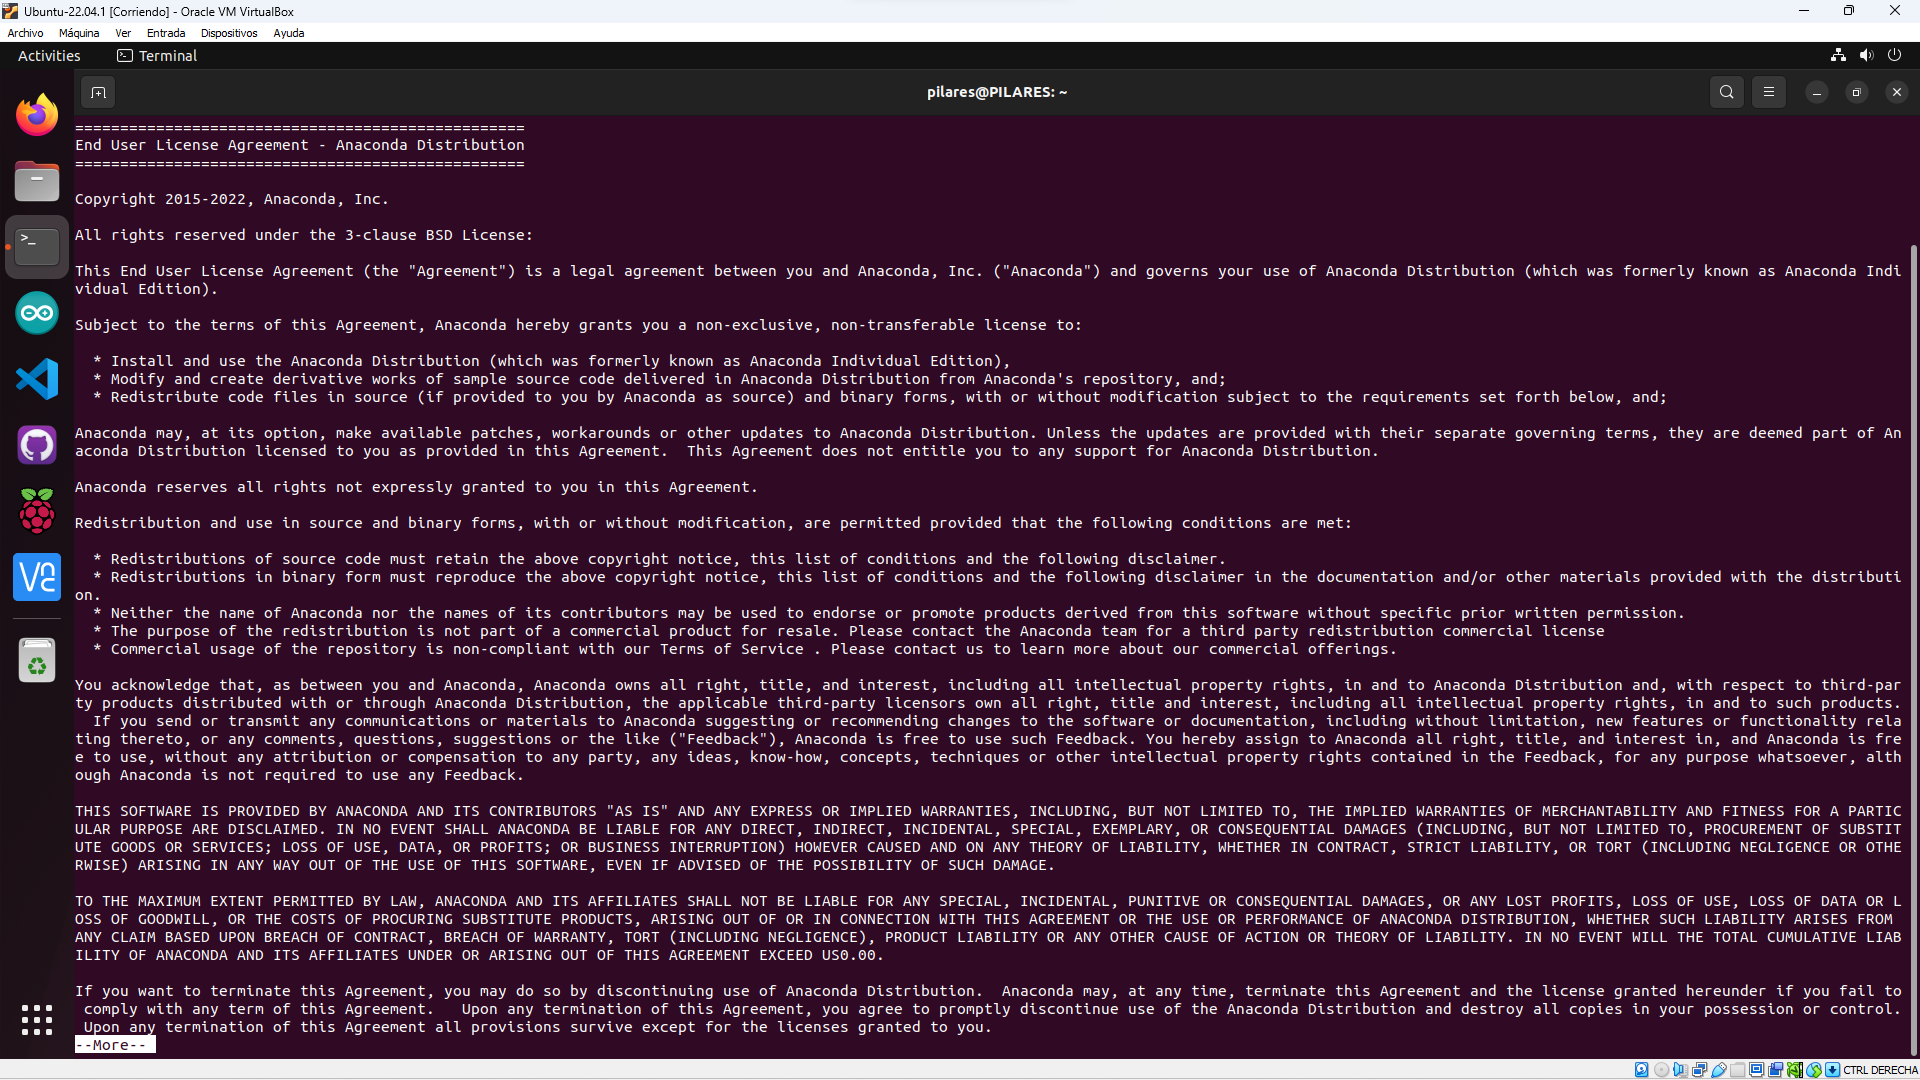 Ubuntu-22.04.1 [Corriendo] - Oracle VM VirtualBox
Archivo Máquina Ver Entrada Dispositivos Ayuda
Activities Terminal
pilares@PILARES: ~
==================================================
End User License Agreement - Anaconda Distribution
==================================================
Copyright 2015-2022, Anaconda, Inc.
All rights reserved under the 3-clause BSD License:
This End User License Agreement (the "Agreement") is a legal agreement between you and Anaconda, Inc. ("Anaconda") and governs your use of Anaconda Distribution (which was formerly known as Anaconda Indi
vidual Edition).
Subject to the terms of this Agreement, Anaconda hereby grants you a non-exclusive, non-transferable license to:
* Install and use the Anaconda Distribution (which was formerly known as Anaconda Individual Edition),
* Modify and create derivative works of sample source code delivered in Anaconda Distribution from Anaconda's repository, and;
* Redistribute code files in source (if provided to you by Anaconda as source) and binary forms, with or without modification subject to the requirements set forth below, and;
Anaconda may, at its option, make available patches, workarounds or other updates to Anaconda Distribution. Unless the updates are provided with their separate governing terms, they are deemed part of An
aconda Distribution licensed to you as provided in this Agreement.  This Agreement does not entitle you to any support for Anaconda Distribution.
Anaconda reserves all rights not expressly granted to you in this Agreement.
Redistribution and use in source and binary forms, with or without modification, are permitted provided that the following conditions are met:
* Redistributions of source code must retain the above copyright notice, this list of conditions and the following disclaimer.
* Redistributions in binary form must reproduce the above copyright notice, this list of conditions and the following disclaimer in the documentation and/or other materials provided with the distributi
on.
* Neither the name of Anaconda nor the names of its contributors may be used to endorse or promote products derived from this software without specific prior written permission.
* The purpose of the redistribution is not part of a commercial product for resale. Please contact the Anaconda team for a third party redistribution commercial license
* Commercial usage of the repository is non-compliant with our Terms of Service . Please contact us to learn more about our commercial offerings.
You acknowledge that, as between you and Anaconda, Anaconda owns all right, title, and interest, including all intellectual property rights, in and to Anaconda Distribution and, with respect to third-par
ty products distributed with or through Anaconda Distribution, the applicable third-party licensors own all right, title and interest, including all intellectual property rights, in and to such products.
If you send or transmit any communications or materials to Anaconda suggesting or recommending changes to the software or documentation, including without limitation, new features or functionality rela
ting thereto, or any comments, questions, suggestions or the like ("Feedback"), Anaconda is free to use such Feedback. You hereby assign to Anaconda all right, title, and interest in, and Anaconda is fre
e to use, without any attribution or compensation to any party, any ideas, know-how, concepts, techniques or other intellectual property rights contained in the Feedback, for any purpose whatsoever, alth
ough Anaconda is not required to use any Feedback.
THIS SOFTWARE IS PROVIDED BY ANACONDA AND ITS CONTRIBUTORS "AS IS" AND ANY EXPRESS OR IMPLIED WARRANTIES, INCLUDING, BUT NOT LIMITED TO, THE IMPLIED WARRANTIES OF MERCHANTABILITY AND FITNESS FOR A PARTIC
ULAR PURPOSE ARE DISCLAIMED. IN NO EVENT SHALL ANACONDA BE LIABLE FOR ANY DIRECT, INDIRECT, INCIDENTAL, SPECIAL, EXEMPLARY, OR CONSEQUENTIAL DAMAGES (INCLUDING, BUT NOT LIMITED TO, PROCUREMENT OF SUBSTIT
UTE GOODS OR SERVICES; LOSS OF USE, DATA, OR PROFITS; OR BUSINESS INTERRUPTION) HOWEVER CAUSED AND ON ANY THEORY OF LIABILITY, WHETHER IN CONTRACT, STRICT LIABILITY, OR TORT (INCLUDING NEGLIGENCE OR OTHE
RWISE) ARISING IN ANY WAY OUT OF THE USE OF THIS SOFTWARE, EVEN IF ADVISED OF THE POSSIBILITY OF SUCH DAMAGE.
TO THE MAXIMUM EXTENT PERMITTED BY LAW, ANACONDA AND ITS AFFILIATES SHALL NOT BE LIABLE FOR ANY SPECIAL, INCIDENTAL, PUNITIVE OR CONSEQUENTIAL DAMAGES, OR ANY LOST PROFITS, LOSS OF USE, LOSS OF DATA OR L
OSS OF GOODWILL, OR THE COSTS OF PROCURING SUBSTITUTE PRODUCTS, ARISING OUT OF OR IN CONNECTION WITH THIS AGREEMENT OR THE USE OR PERFORMANCE OF ANACONDA DISTRIBUTION, WHETHER SUCH LIABILITY ARISES FROM
ANY CLAIM BASED UPON BREACH OF CONTRACT, BREACH OF WARRANTY, TORT (INCLUDING NEGLIGENCE), PRODUCT LIABILITY OR ANY OTHER CAUSE OF ACTION OR THEORY OF LIABILITY. IN NO EVENT WILL THE TOTAL CUMULATIVE LIAB
ILITY OF ANACONDA AND ITS AFFILIATES UNDER OR ARISING OUT OF THIS AGREEMENT EXCEED US0.00.
If you want to terminate this Agreement, you may do so by discontinuing use of Anaconda Distribution.  Anaconda may, at any time, terminate this Agreement and the license granted hereunder if you fail to
comply with any term of this Agreement.   Upon any termination of this Agreement, you agree to promptly discontinue use of the Anaconda Distribution and destroy all copies in your possession or control.
Upon any termination of this Agreement all provisions survive except for the licenses granted to you.
--More--
CTRL DERECHA